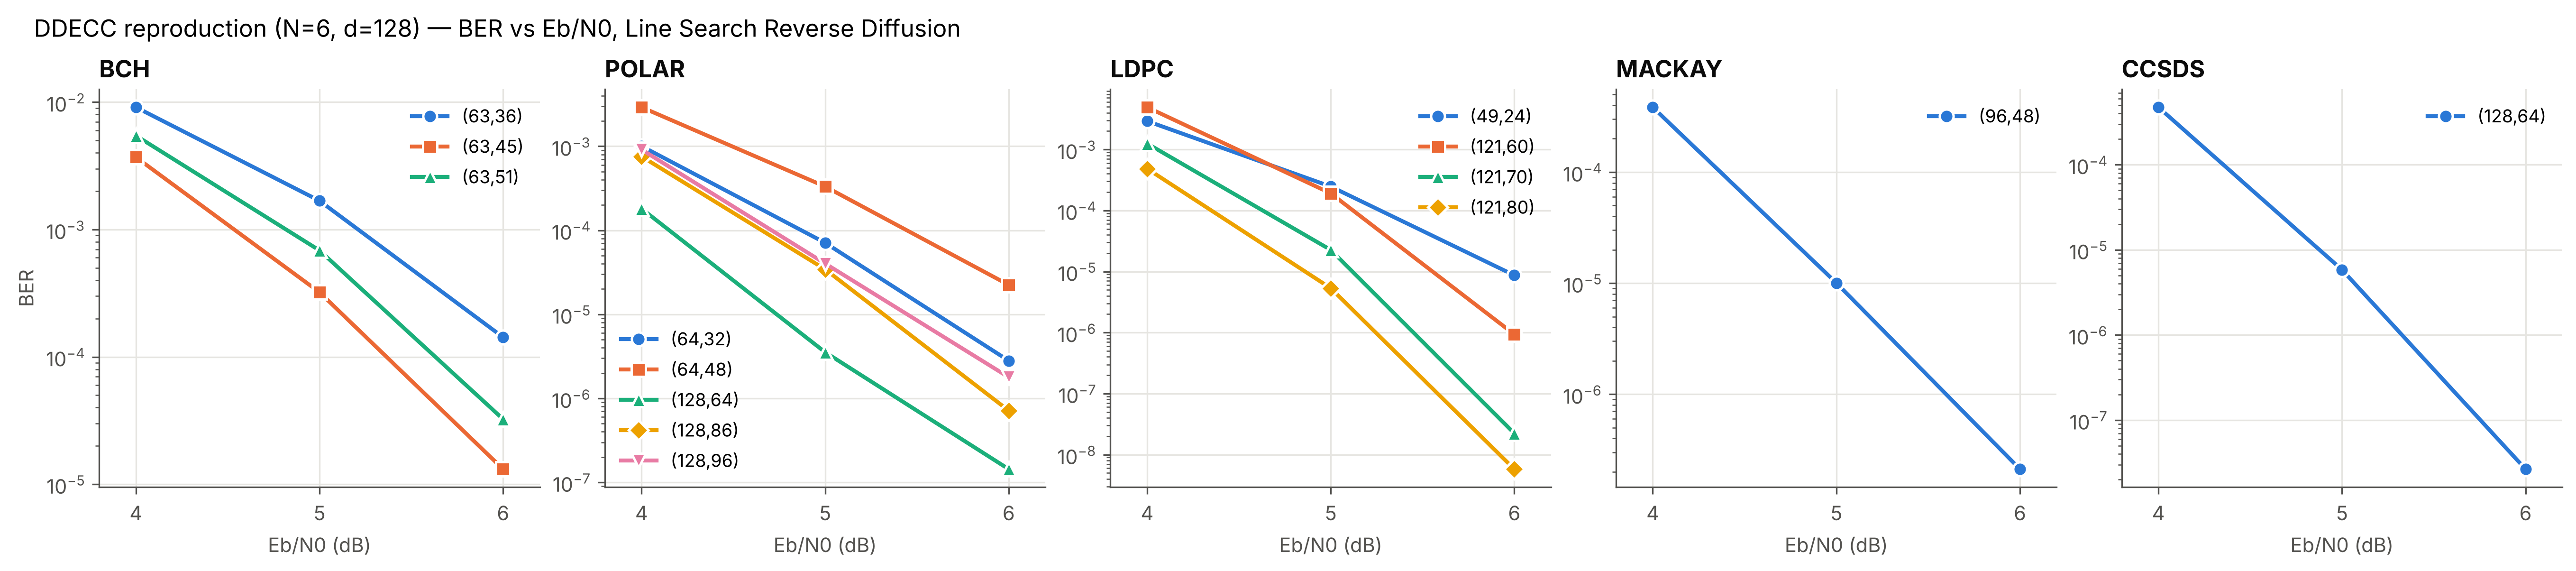 DDECC reproduction (N=6, d=128) — BER vs Eb/N0, Line Search Reverse Diffusion
BCH
BER
10⁻²
10⁻³
10⁻⁴
10⁻⁵
(63,36)
(63,45)
(63,51)
4 5 6
Eb/N0 (dB)
POLAR
10⁻³
10⁻⁴
10⁻⁵
10⁻⁶
10⁻⁷
(64,32)
(64,48)
(128,64)
(128,86)
(128,96)
4 5 6
Eb/N0 (dB)
LDPC
10⁻³
10⁻⁴
10⁻⁵
10⁻⁶
10⁻⁷
10⁻⁸
(49,24)
(121,60)
(121,70)
(121,80)
4 5 6
Eb/N0 (dB)
MACKAY
10⁻⁴
10⁻⁵
10⁻⁶
(96,48)
4 5 6
Eb/N0 (dB)
CCSDS
10⁻⁴
10⁻⁵
10⁻⁶
10⁻⁷
(128,64)
4 5 6
Eb/N0 (dB)